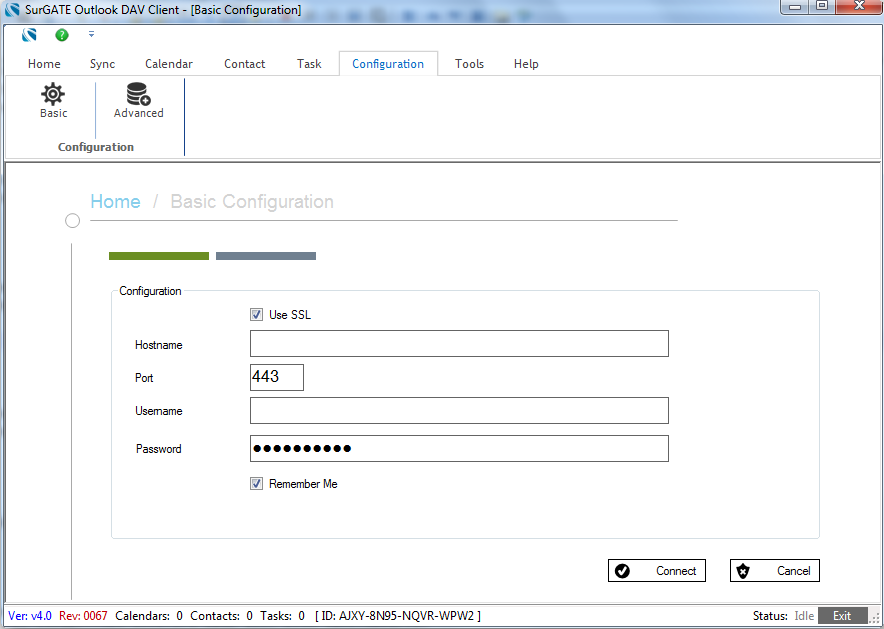 SurGATE Outlook DAV Client - [Basic Configuration]
Home Sync Calendar Contact Task Configuration Tools Help
Basic Advanced
Configuration
Home / Basic Configuration
Configuration
Use SSL
Hostname
Port 443
Username
Password ●●●●●●●●●●
Remember Me
Connect Cancel
Ver: v4.0 Rev: 0067 Calendars: 0 Contacts: 0 Tasks: 0 [ ID: AJXY-8N95-NQVR-WPW2 ] Status: Idle Exit